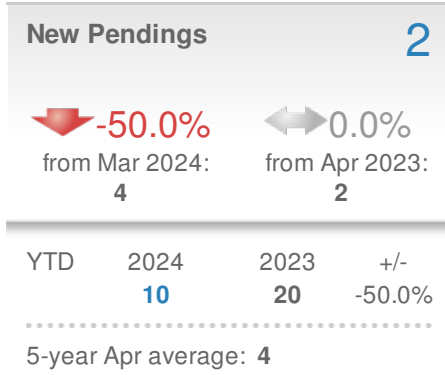 New Pendings 2
-50.0% 0.0%
from Mar 2024: from Apr 2023:
4 2
YTD 2024 2023 +/-
10 20 -50.0%
5-year Apr average: 4